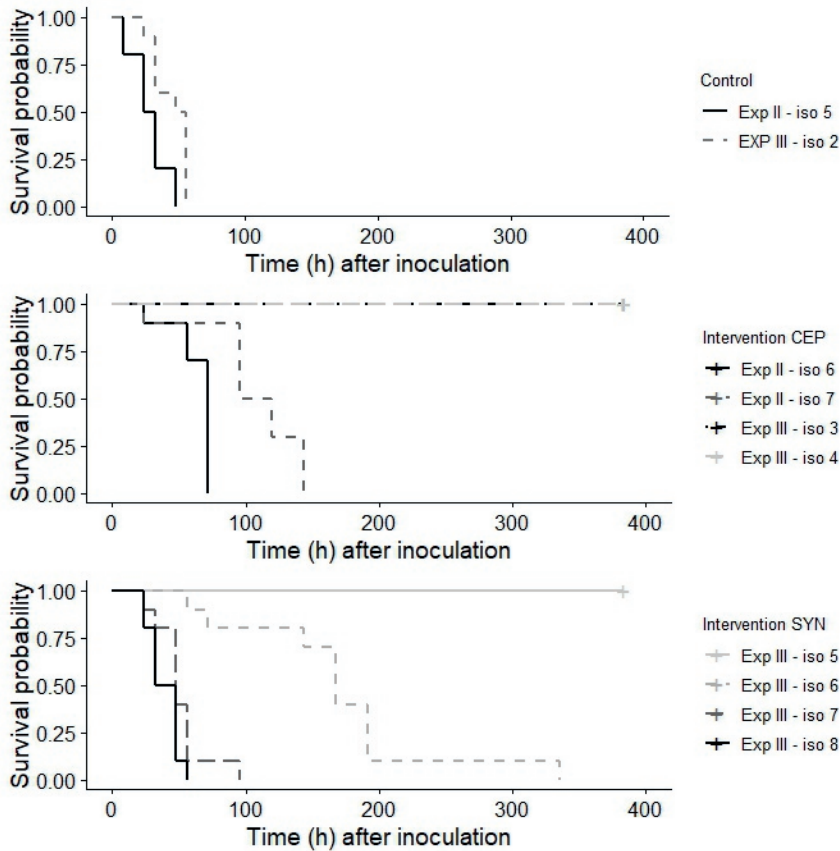 Survival probability
1.00
0.75
0.50
0.25
0.00
0
100
200
300
400
Time (h) after inoculation
Control
Exp II - iso 5
EXP III - iso 2
Survival probability
1.00
0.75
0.50
0.25
0.00
0
100
200
300
400
Time (h) after inoculation
Intervention CEP
Exp II - iso 6
Exp II - iso 7
Exp III - iso 3
Exp III - iso 4
Survival probability
1.00
0.75
0.50
0.25
0.00
0
100
200
300
400
Time (h) after inoculation
Intervention SYN
Exp III - iso 5
Exp III - iso 6
Exp III - iso 7
Exp III - iso 8